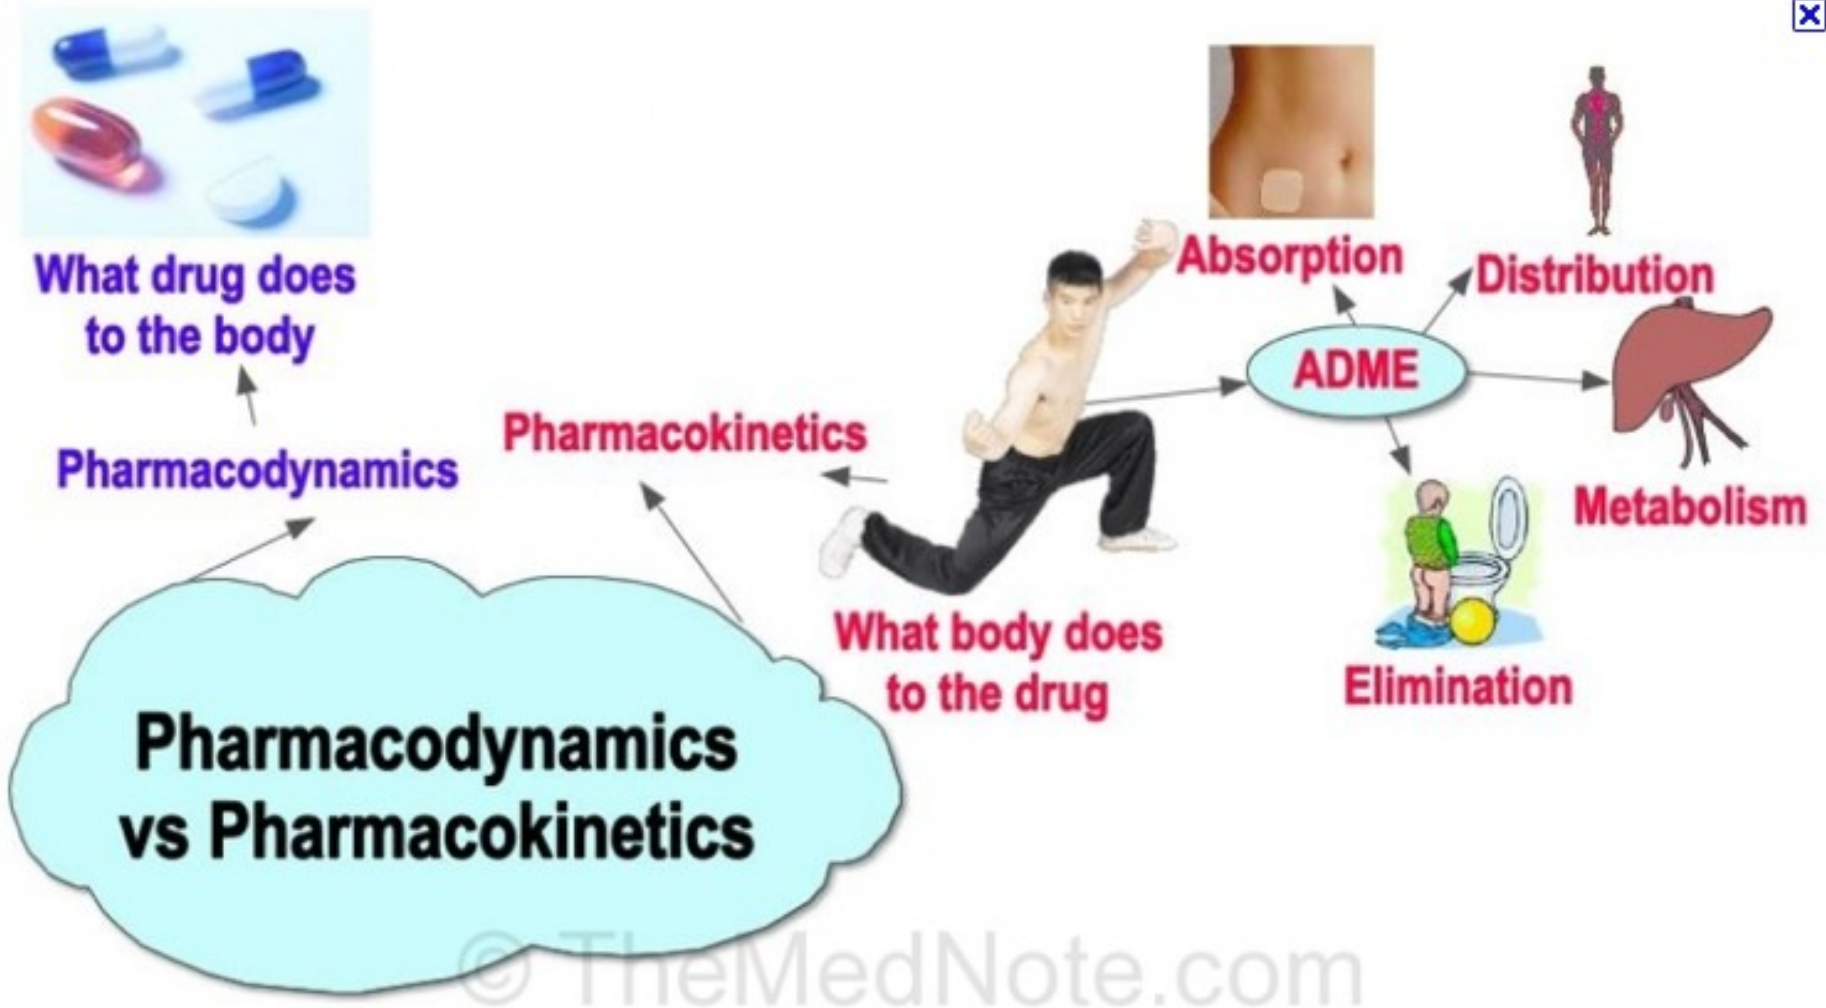 What drug does
to the body
Pharmacodynamics
Pharmacokinetics
Pharmacodynamics
vs Pharmacokinetics
What body does
to the drug
ADME
Absorption
Distribution
Metabolism
Elimination
© TheMedNote.com